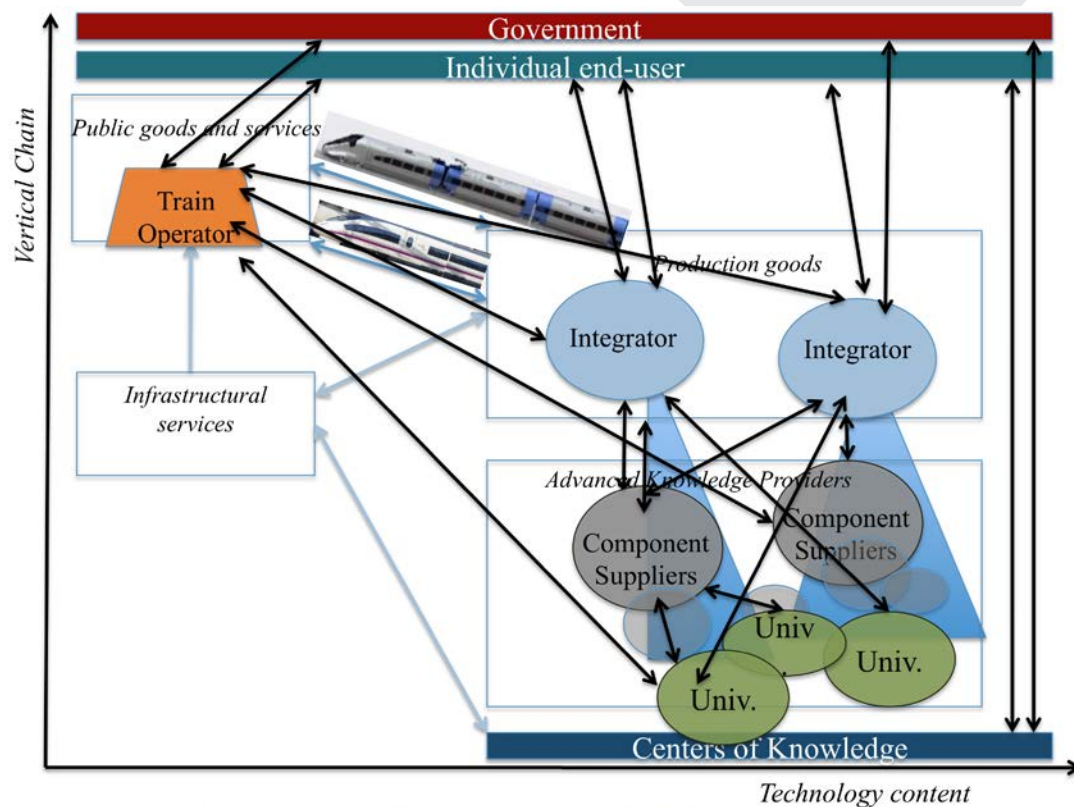 Government
Individual end-user
Vertical Chain
Public goods and services
Train
Operator
Production goods
Integrator
Integrator
Infrastructural
services
Advanced Knowledge Providers
Component
Suppliers
Component
Suppliers
Univ
.
Univ.
Univ.
Centers of Knowledge
Technology content